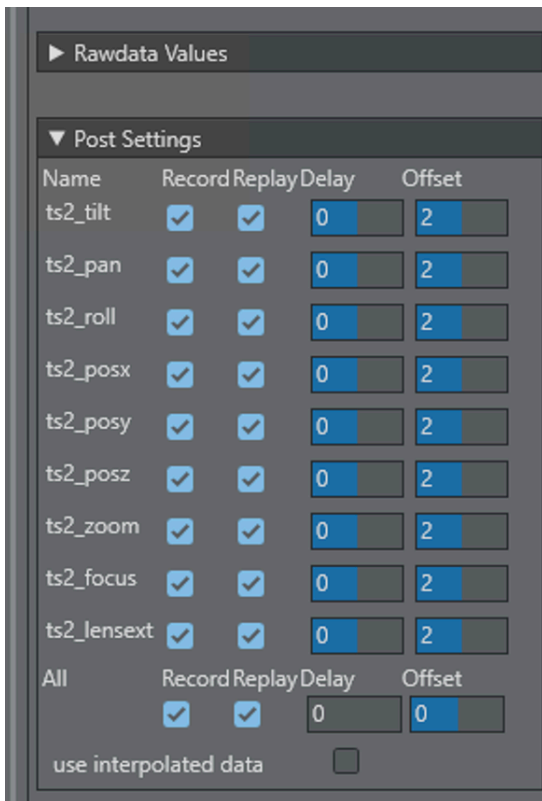 Rawdata Values
Post Settings
Name Record Replay Delay Offset
ts2_tilt 0 2
ts2_pan 0 2
ts2_roll 0 2
ts2_posx 0 2
ts2_posy 0 2
ts2_posz 0 2
ts2_zoom 0 2
ts2_focus 0 2
ts2_lensext 0 2
All Record Replay Delay Offset
0 0
use interpolated data